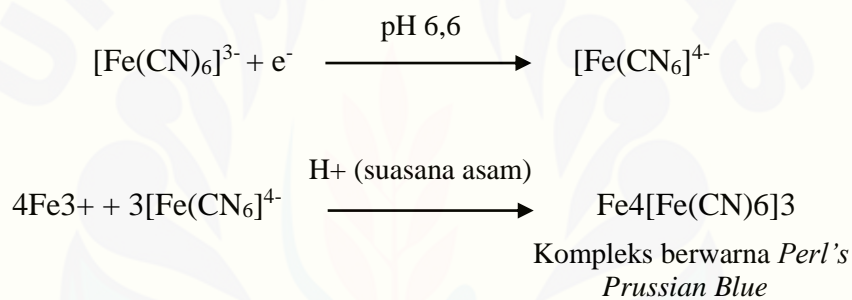 pH 6,6
[Fe(CN)₆]³⁻ + e⁻ → [Fe(CN₆]⁴⁻
H+ (suasana asam)
4Fe3+ + 3[Fe(CN₆]⁴⁻ → Fe4[Fe(CN)6]3
Kompleks berwarna Perl’s
Prussian Blue